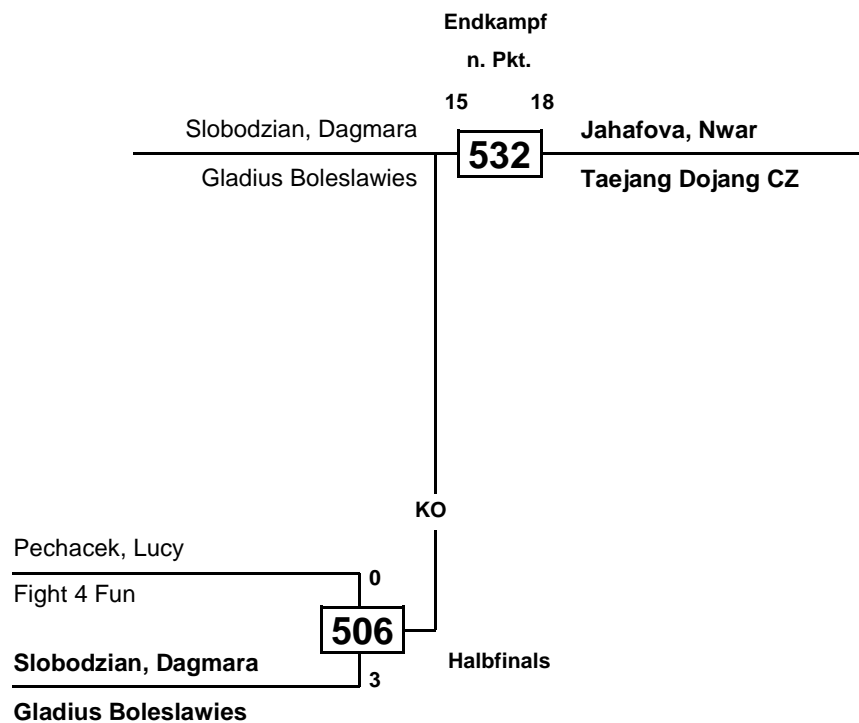 Endkampf
n. Pkt.
15 18
Slobodzian, Dagmara
532
Jahafova, Nwar
Gladius Boleslawies
Taejang Dojang CZ
KO
Pechacek, Lucy
0
Fight 4 Fun
506
Slobodzian, Dagmara
Halbfinals
3
Gladius Boleslawies